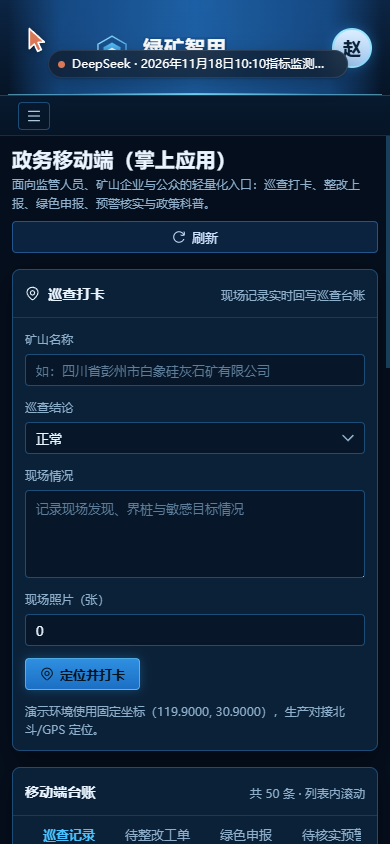 绿矿智用
赵
DeepSeek · 2026年11月18日10:10指标监测...
政务移动端（掌上应用）
面向监管人员、矿山企业与公众的轻量化入口：巡查打卡、整改上
报、绿色申报、预警核实与政策科普。
刷新
巡查打卡
现场记录实时回写巡查台账
矿山名称
如：四川省彭州市白象硅灰石矿有限公司
巡查结论
正常
现场情况
记录现场发现、界桩与敏感目标情况
现场照片（张）
0
定位并打卡
演示环境使用固定坐标（119.9000, 30.9000），生产对接北
斗/GPS 定位。
移动端台账
共 50 条 · 列表内滚动
巡查记录 待整改工单 绿色申报 待核实预警